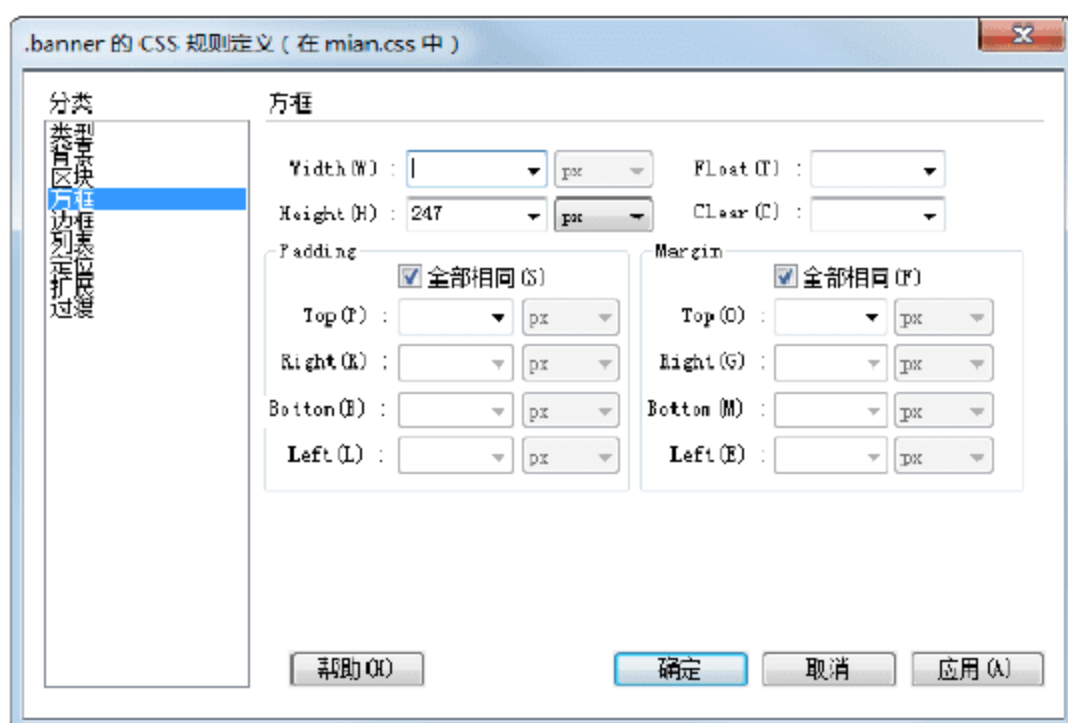 .banner 的 CSS 规则定义 ( 在 mian.css 中 )
分类
类型
背景
区块
方框
边框
列表
定位
扩展
过渡
方框
Width(W) : px Float(T) :
Height(H) : 247 px Clear(C) :
Padding Margin
全部相同(S) 全部相同(F)
Top(P) : px Top(O) : px
Right(R) : px Right(G) : px
Bottom(B) : px Bottom(M) : px
Left(L) : px Left(E) : px
帮助(H) 确定 取消 应用(A)